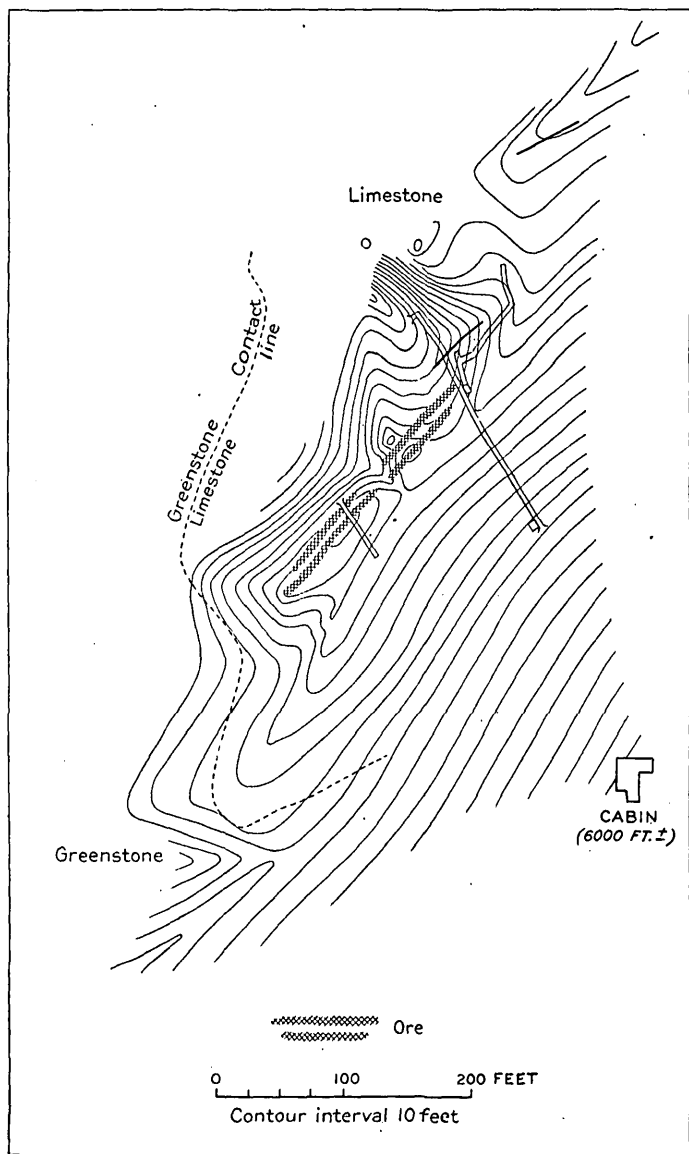 Limestone
Contact
line
Greenstone
Limestone
Greenstone
CABIN
(6000 FT.±)
Ore
0 100 200 FEET
Contour interval 10 feet